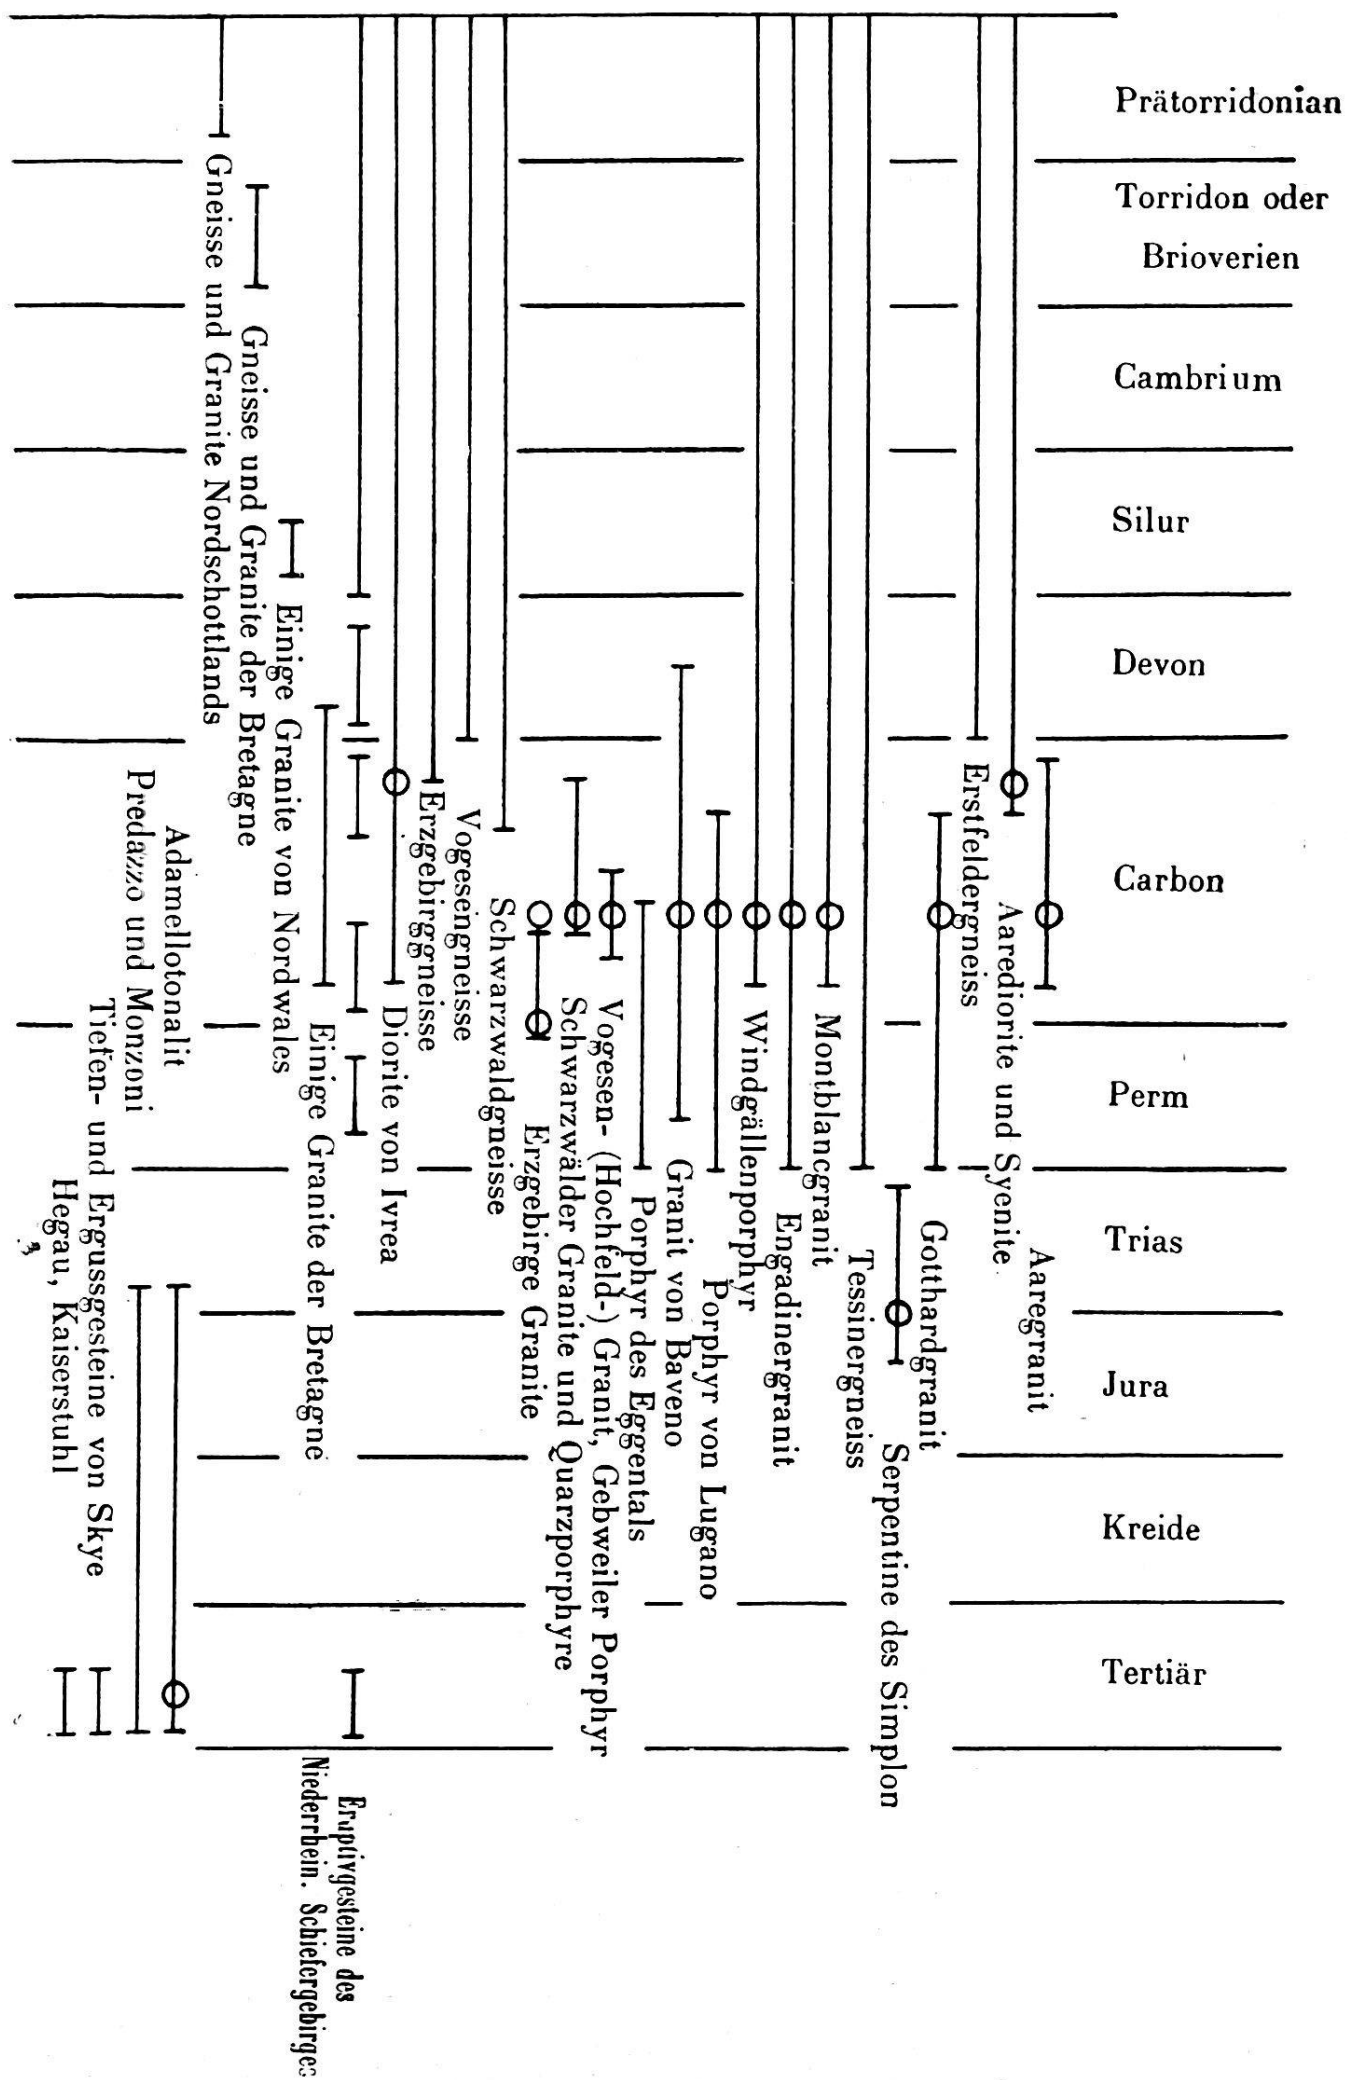 Prätorridonian
Torridon oder
Brioverien
Cambrium
Silur
Devon
Carbon
Perm
Trias
Jura
Kreide
Tertiär
Aaregranit
Aarediorite und Syenite
Erstfeldergneiss
Gotthardgranit
Serpentine des Simplon
Tessinergneiss
Montblancgranit
Engadinergranit
Windgällenporphyr
Porphyr von Lugano
Granit von Baveno
Porphyr des Eggentals
Vogesen- (Hochfeld-) Granit, Gebweiler Porphyr
Schwarzwälder Granite und Quarzporphyre
Erzgebirge Granite
Schwarzwaldgneisse
Vogeseingneisse
Erzgebirggneisse
Diorite von Ivrea
Eruptivgesteine des
Niederrhein. Schiefergebirges
Einige Granite der Bretagne
Einige Granite von Nordwales
Gneisse und Granite der Bretagne
Gneisse und Granite Nordschottlands
Adamellotonalit
Predazzo und Monzoni
Tiefen- und Ergussgesteine von Skye
Hegau, Kaiserstuhl